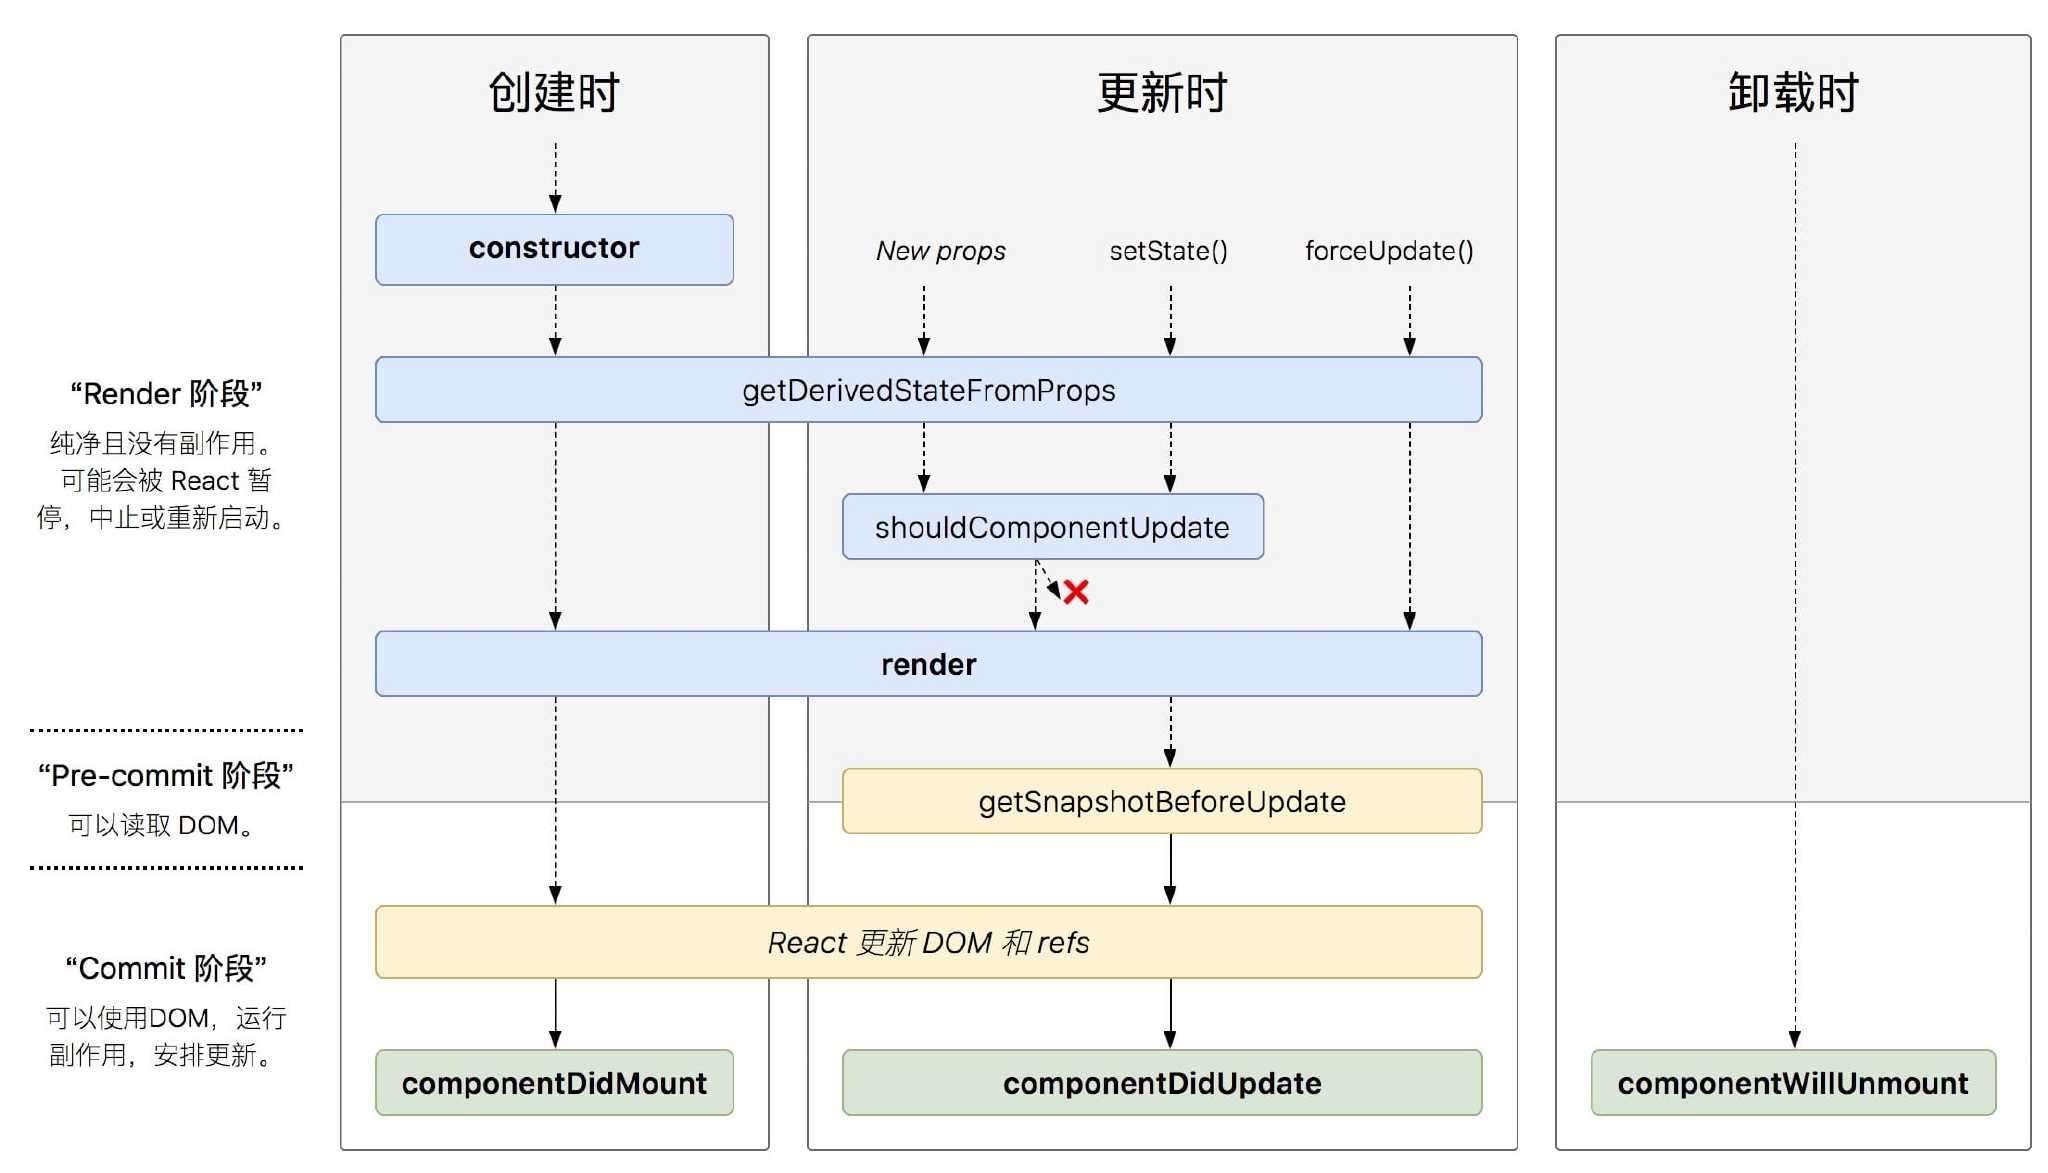 创建时
更新时
卸载时
constructor
New props
setState()
forceUpdate()
getDerivedStateFromProps
“Render 阶段”
纯净且没有副作用。
可能会被 React 暂
停，中止或重新启动。
shouldComponentUpdate
render
“Pre-commit 阶段”
可以读取 DOM。
getSnapshotBeforeUpdate
React 更新 DOM 和 refs
“Commit 阶段”
可以使用DOM，运行
副作用，安排更新。
componentDidMount
componentDidUpdate
componentWillUnmount